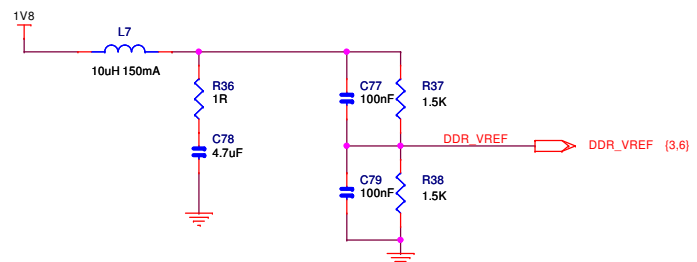 1V8
L7
10uH 150mA
R36
1R
C78
4.7uF
C77
100nF
R37
1.5K
DDR_VREF
DDR_VREF {3,6}
C79
100nF
R38
1.5K